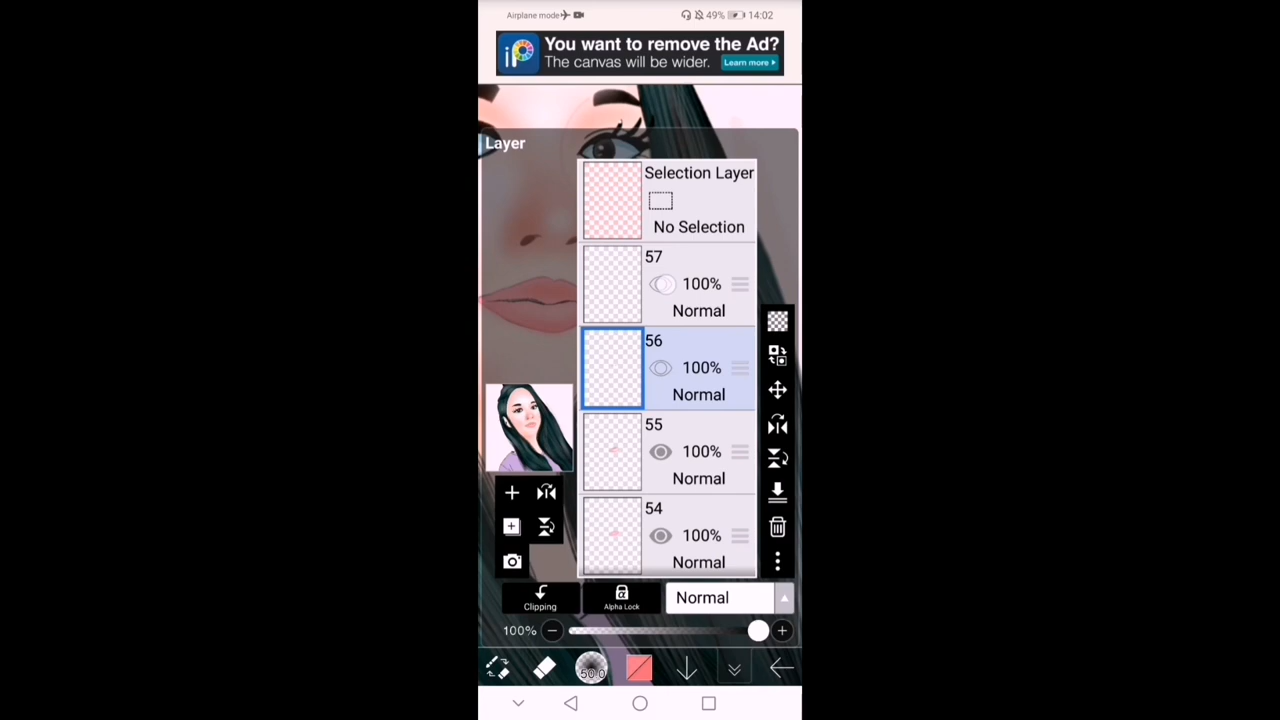 Airplane mode 49% 14:02
iP You want to remove the Ad?
The canvas will be wider. Learn more
Layer
Selection Layer
No Selection
57
100%
Normal
56
100%
Normal
55
100%
Normal
54
100%
Normal
Clipping
α
Alpha Lock
Normal
100%
50.0